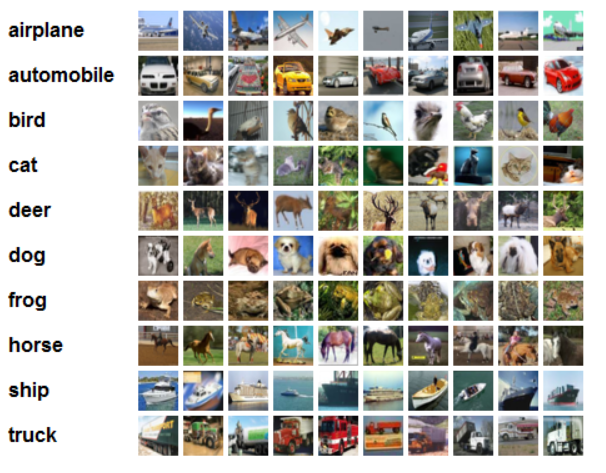 airplane
automobile
bird
cat
deer
dog
frog
horse
ship
truck